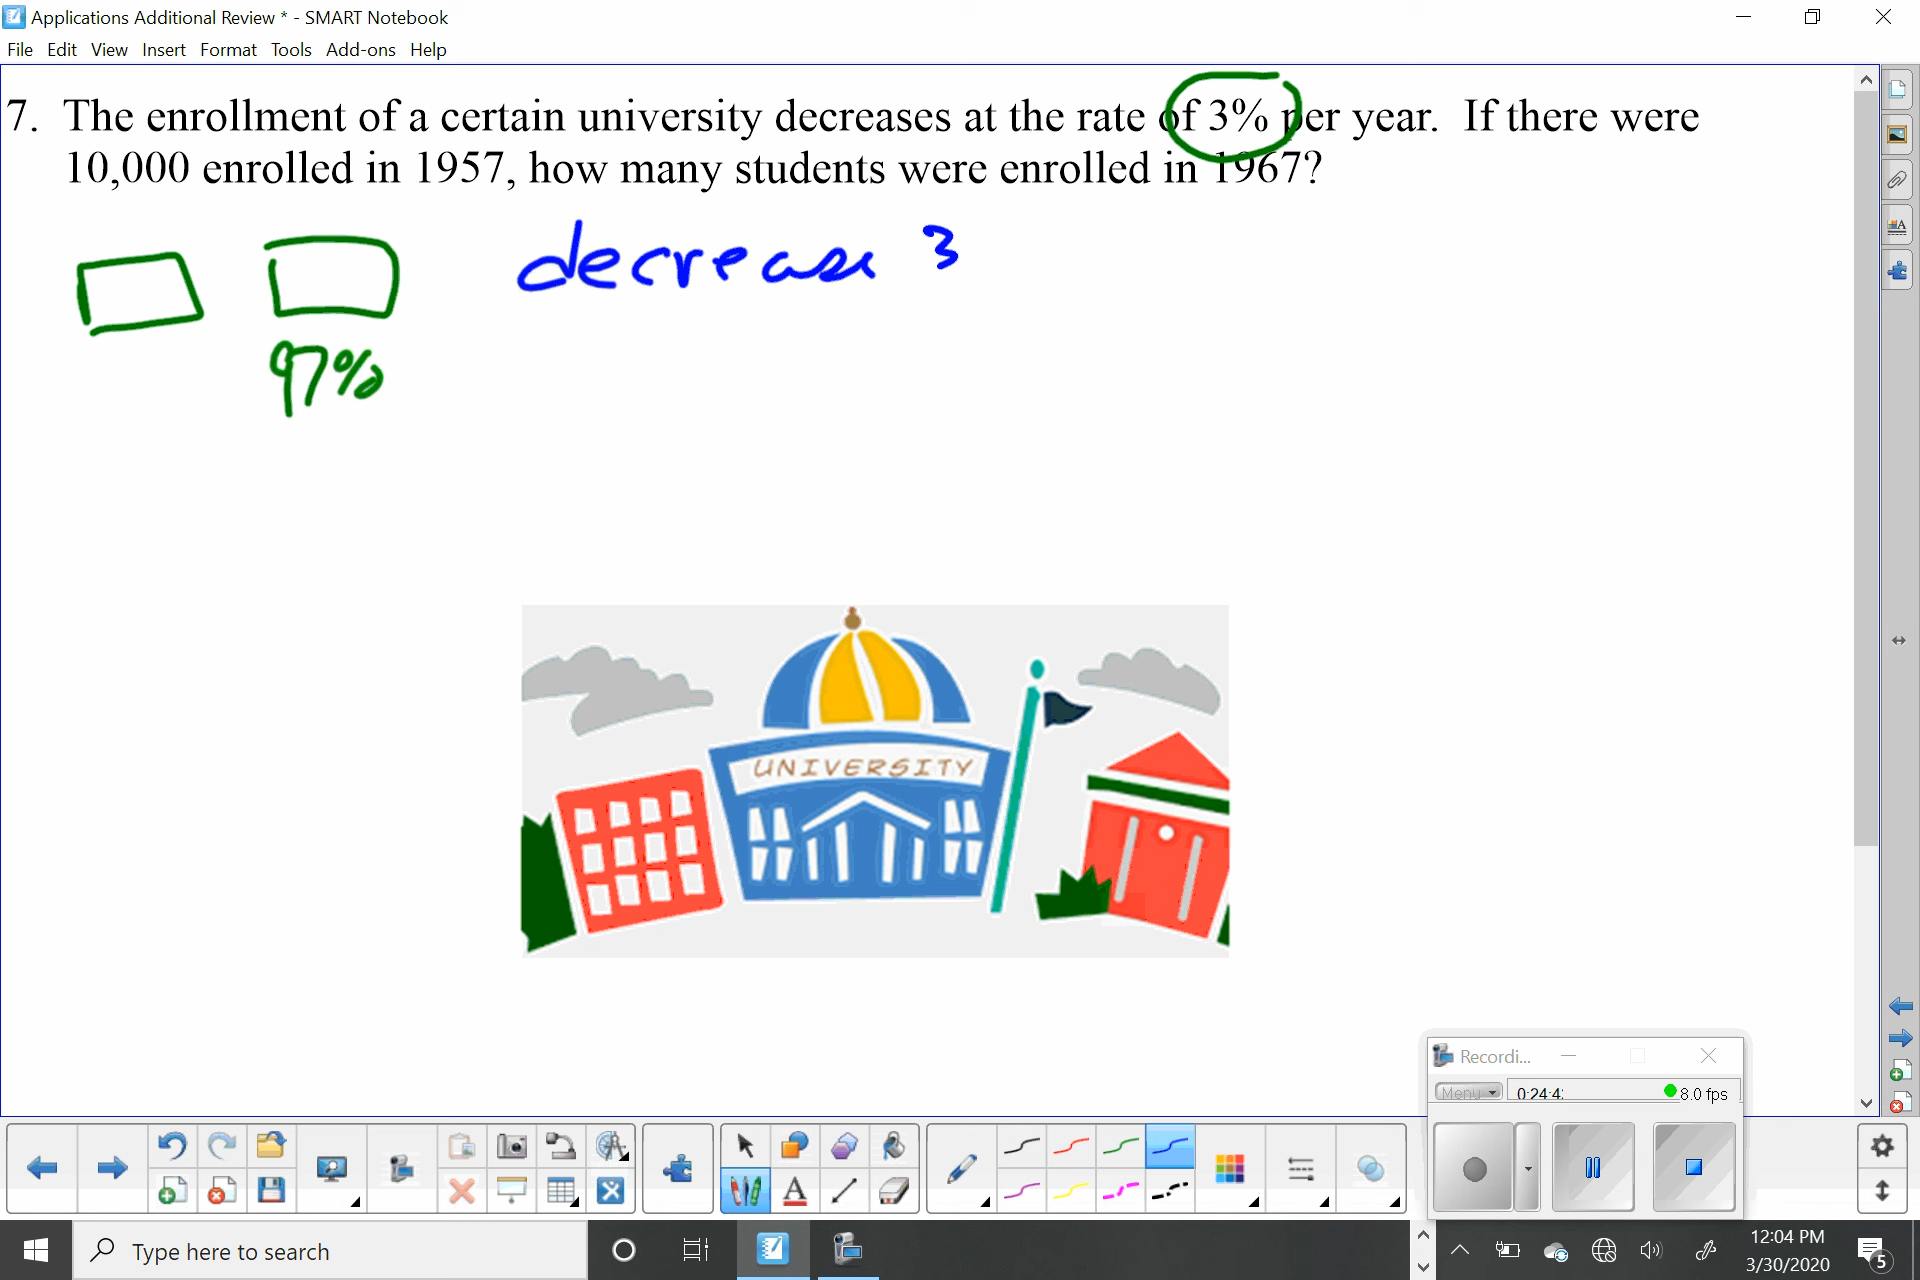 Applications Additional Review * - SMART Notebook
File Edit View Insert Format Tools Add-ons Help
7. The enrollment of a certain university decreases at the rate of 3% per year. If there were
10,000 enrolled in 1957, how many students were enrolled in 1967?
decrease 3
97%
UNIVERSITY
Recordi...
Menu 0:24:4 8.0 fps
A
Type here to search
12:04 PM
3/30/2020
5